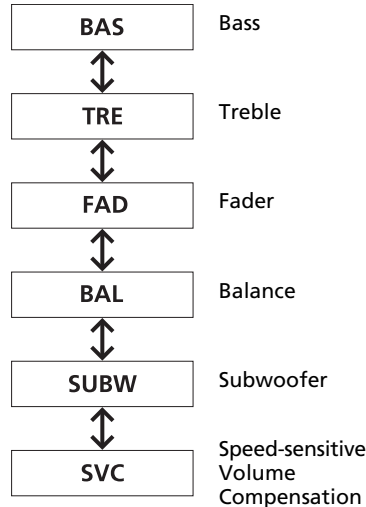 BAS Bass
TRE Treble
FAD Fader
BAL Balance
SUBW Subwoofer
SVC Speed-sensitive
Volume
Compensation